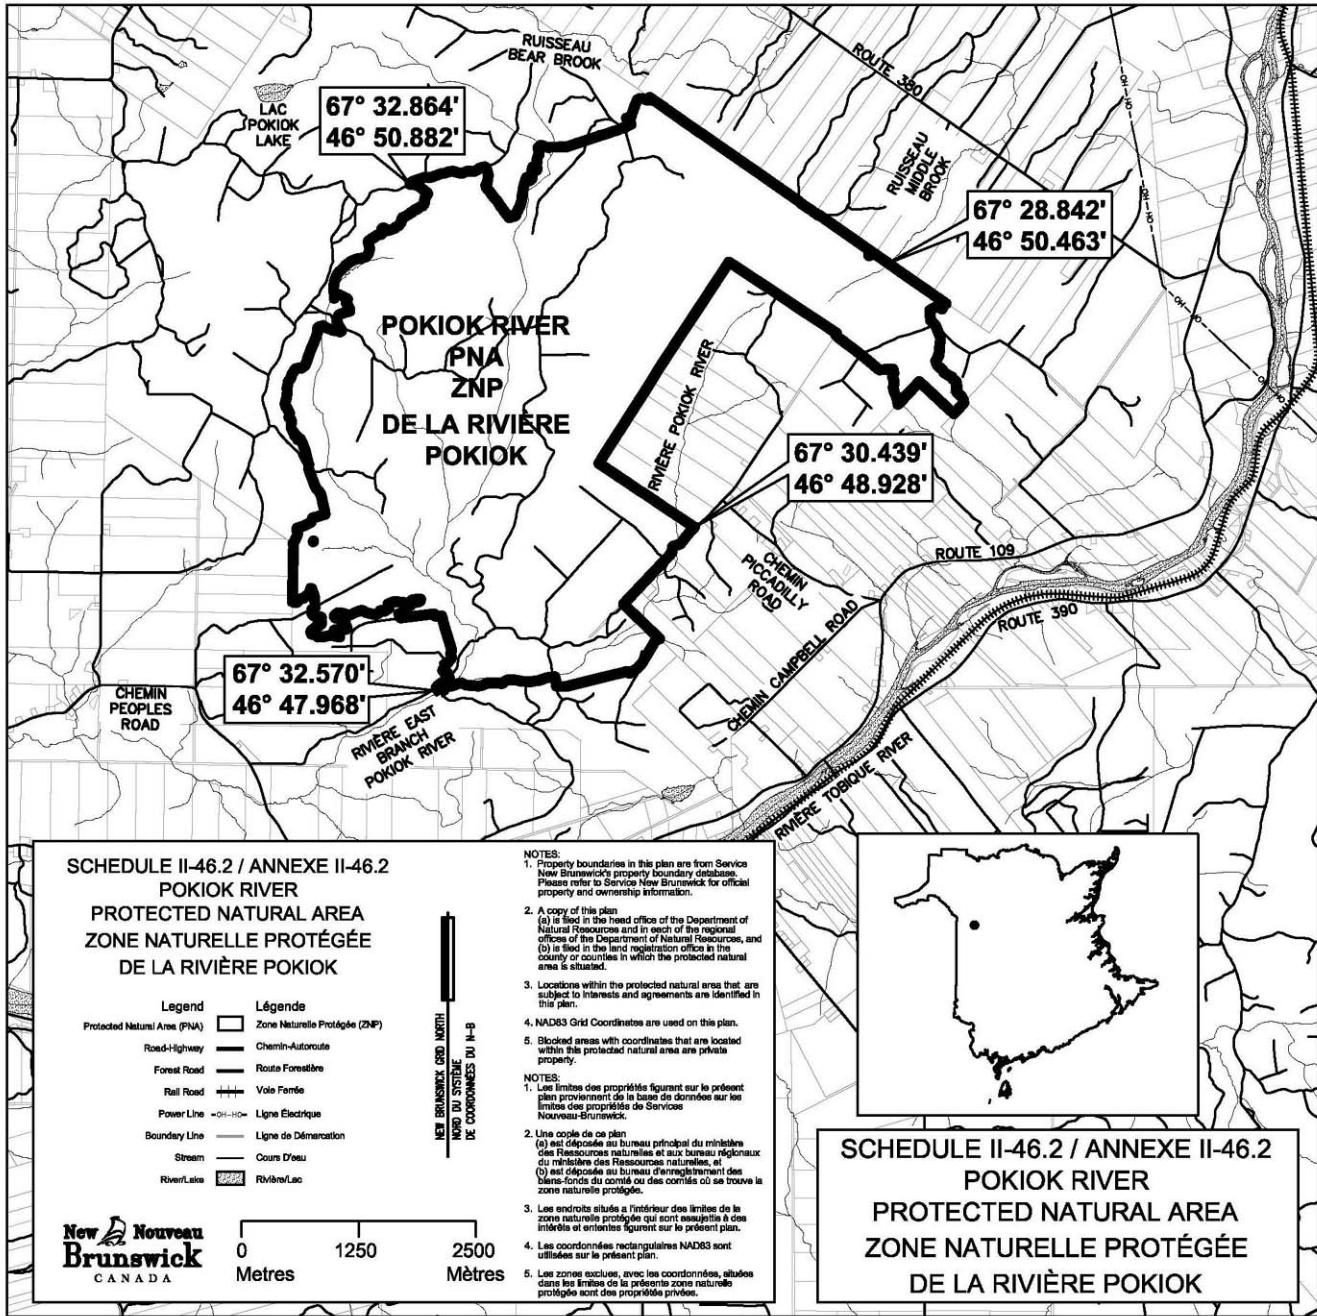 RUISSEAU
BEAR BROOK
ROUTE 380
OH-HO
LAC
POKIOK
LAKE
67° 32.864'
46° 50.882'
RUISSEAU
MIDDLE
BROOK
OH-HO
67° 28.842'
46° 50.463'
OH-HO
POKIOK RIVER
PNA
ZNP
DE LA RIVIÈRE
POKIOK
RIVIÈRE POKIOK RIVER
67° 30.439'
46° 48.928'
ROUTE 109
CHEMIN
PICCADILLY
ROAD
ROUTE 390
CHEMIN CAMPBELL ROAD
67° 32.570'
46° 47.968'
CHEMIN
PEOPLES
ROAD
RIVIÈRE EAST
BRANCH
POKIOK RIVER
RIVIÈRE TOBIQUE RIVER
SCHEDULE II-46.2 / ANNEXE II-46.2
POKIOK RIVER
PROTECTED NATURAL AREA
ZONE NATURELLE PROTÉGÉE
DE LA RIVIÈRE POKIOK
Legend Légende
Protected Natural Area (PNA) Zone Naturelle Protégée (ZNP)
Road-Highway Chemin-Autoroute
Forest Road Route Forestière
Rail Road Voie Ferrée
Power Line -OH-HO- Ligne Électrique
Boundary Line Ligne de Démarcation
Stream Cours D'eau
River/Lake Rivière/Lac
NEW BRUNSWICK GRID NORTH
NORD DU SYSTÈME
DE COORDONNÉES DU N-B
New Nouveau
Brunswick
CANADA
0 1250 2500
Metres Mètres
NOTES:
1. Property boundaries in this plan are from Service
New Brunswick's property boundary database.
Please refer to Service New Brunswick for official
property and ownership information.
2. A copy of this plan
(a) is filed in the head office of the Department of
Natural Resources and in each of the regional
offices of the Department of Natural Resources, and
(b) is filed in the land registration office in the
county or counties in which the protected natural
area is situated.
3. Locations within the protected natural area that are
subject to interests and agreements are identified in
this plan.
4. NAD83 Grid Coordinates are used on this plan.
5. Blocked areas with coordinates that are located
within this protected natural area are private
property.
NOTES:
1. Les limites des propriétés figurant sur le présent
plan proviennent de la base de données sur les
limites des propriétés de Services
Nouveau-Brunswick.
2. Une copie de ce plan
(a) est déposée au bureau principal du ministère
des Ressources naturelles et aux bureau régionaux
du ministère des Ressources naturelles, et
(b) est déposée au bureau d'enregistrement des
biens-fonds du comté ou des comtés où se trouve la
zone naturelle protégée.
3. Les endroits situés a l'intérieur des limites de la
zone naturelle protégée qui sont assujettis à des
intérêts et ententes figurent sur le présent plan.
4. Les coordonnées rectangulaires NAD83 sont
utilisées sur le présent plan.
5. Les zones exclues, avec les coordonnées, situées
dans les limites de la présente zone naturelle
protégée sont des propriétés privées.
SCHEDULE II-46.2 / ANNEXE II-46.2
POKIOK RIVER
PROTECTED NATURAL AREA
ZONE NATURELLE PROTÉGÉE
DE LA RIVIÈRE POKIOK